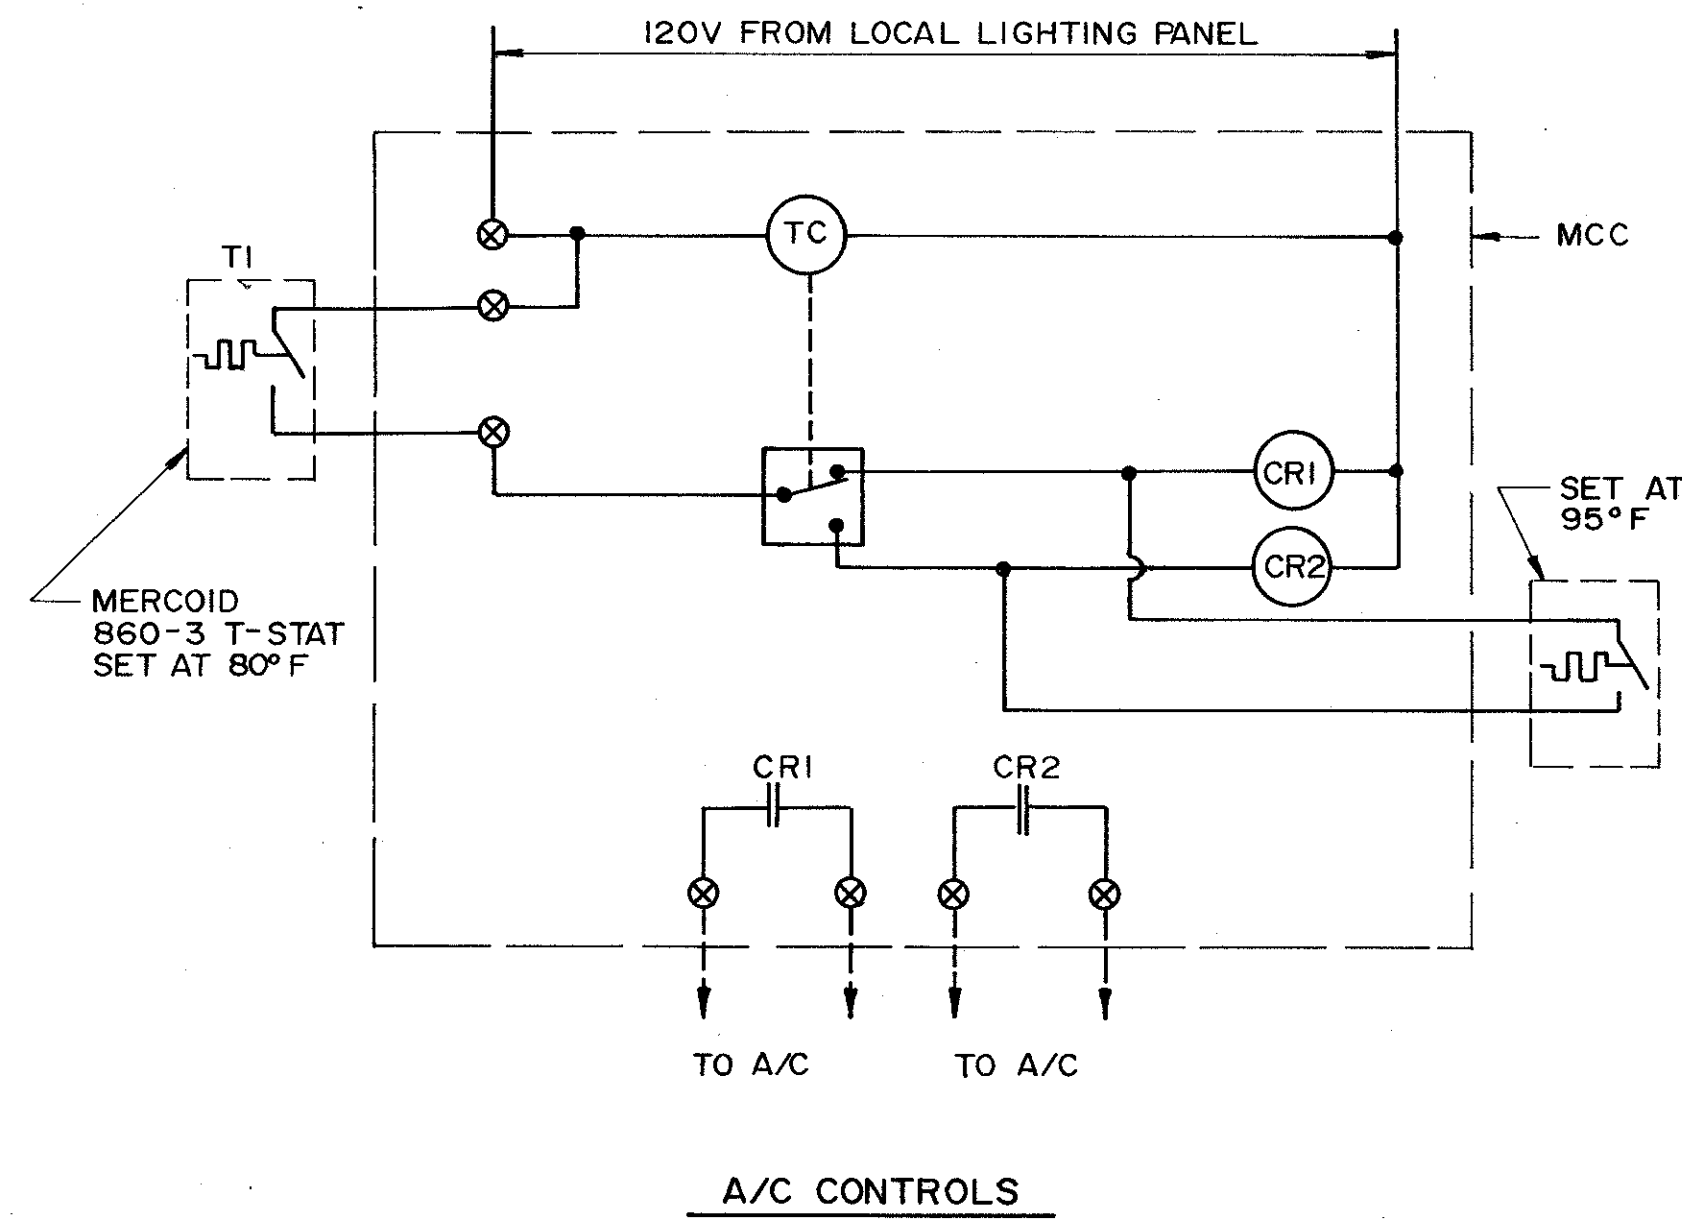 120V FROM LOCAL LIGHTING PANEL
TC
MCC
T1
CR1
SET AT
95°F
CR2
MERCOID
860-3 T-STAT
SET AT 80°F
CR1
CR2
TO A/C
TO A/C
A/C CONTROLS